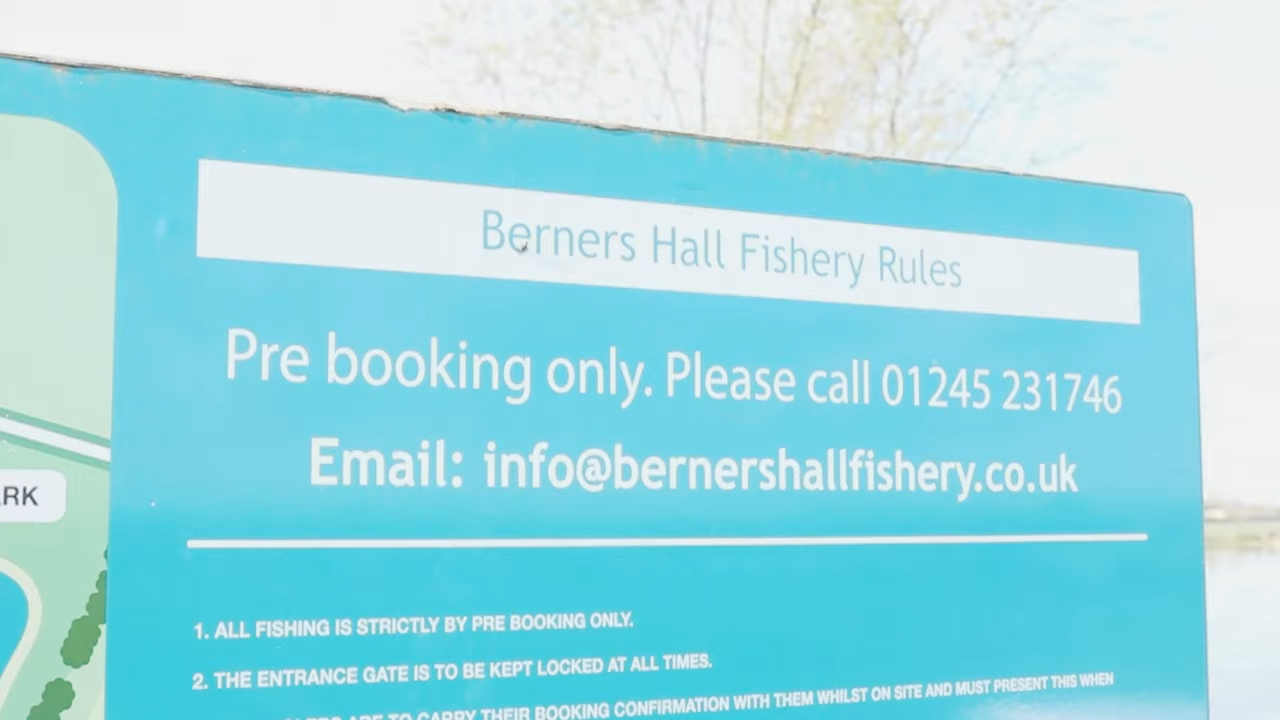 Berners Hall Fishery Rules
Pre booking only. Please call 01245 231746
Email: info@bernershallfishery.co.uk
1. ALL FISHING IS STRICTLY BY PRE BOOKING ONLY.
2. THE ENTRANCE GATE IS TO BE KEPT LOCKED AT ALL TIMES.
ARE TO CARRY THEIR BOOKING CONFIRMATION WITH THEM WHILST ON SITE AND MUST PRESENT THIS WHEN